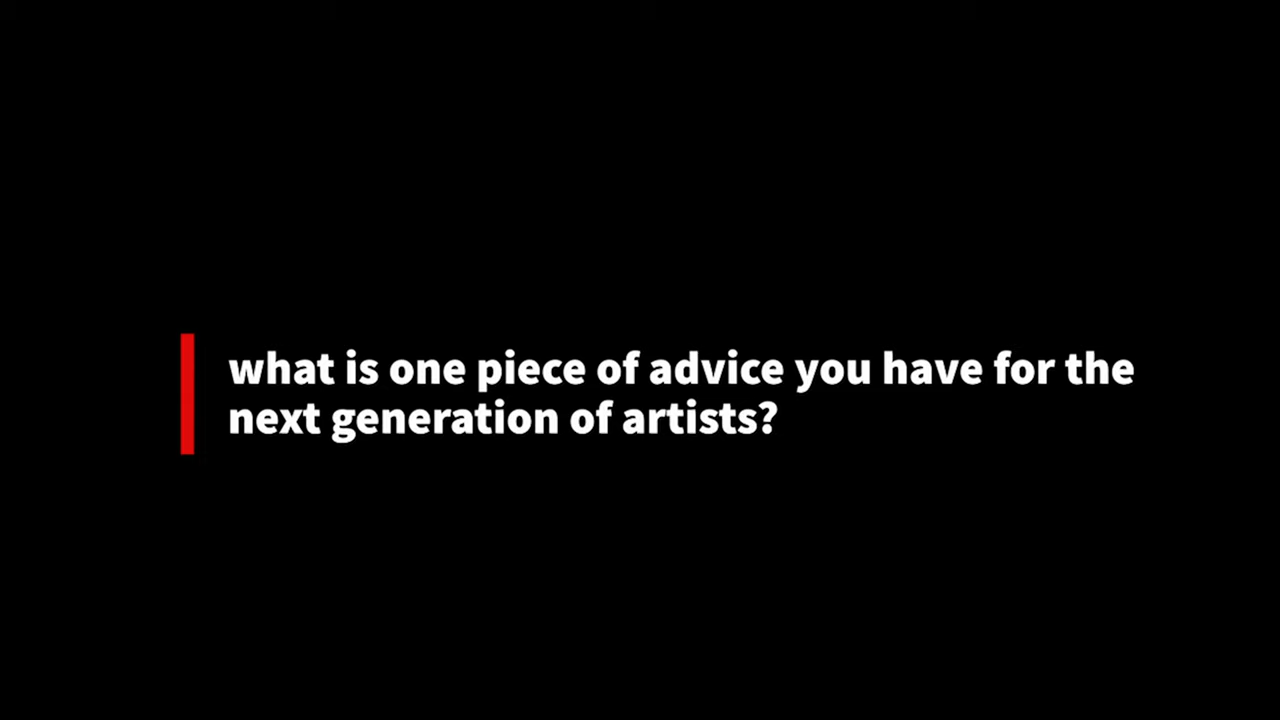 what is one piece of advice you have for the
next generation of artists?